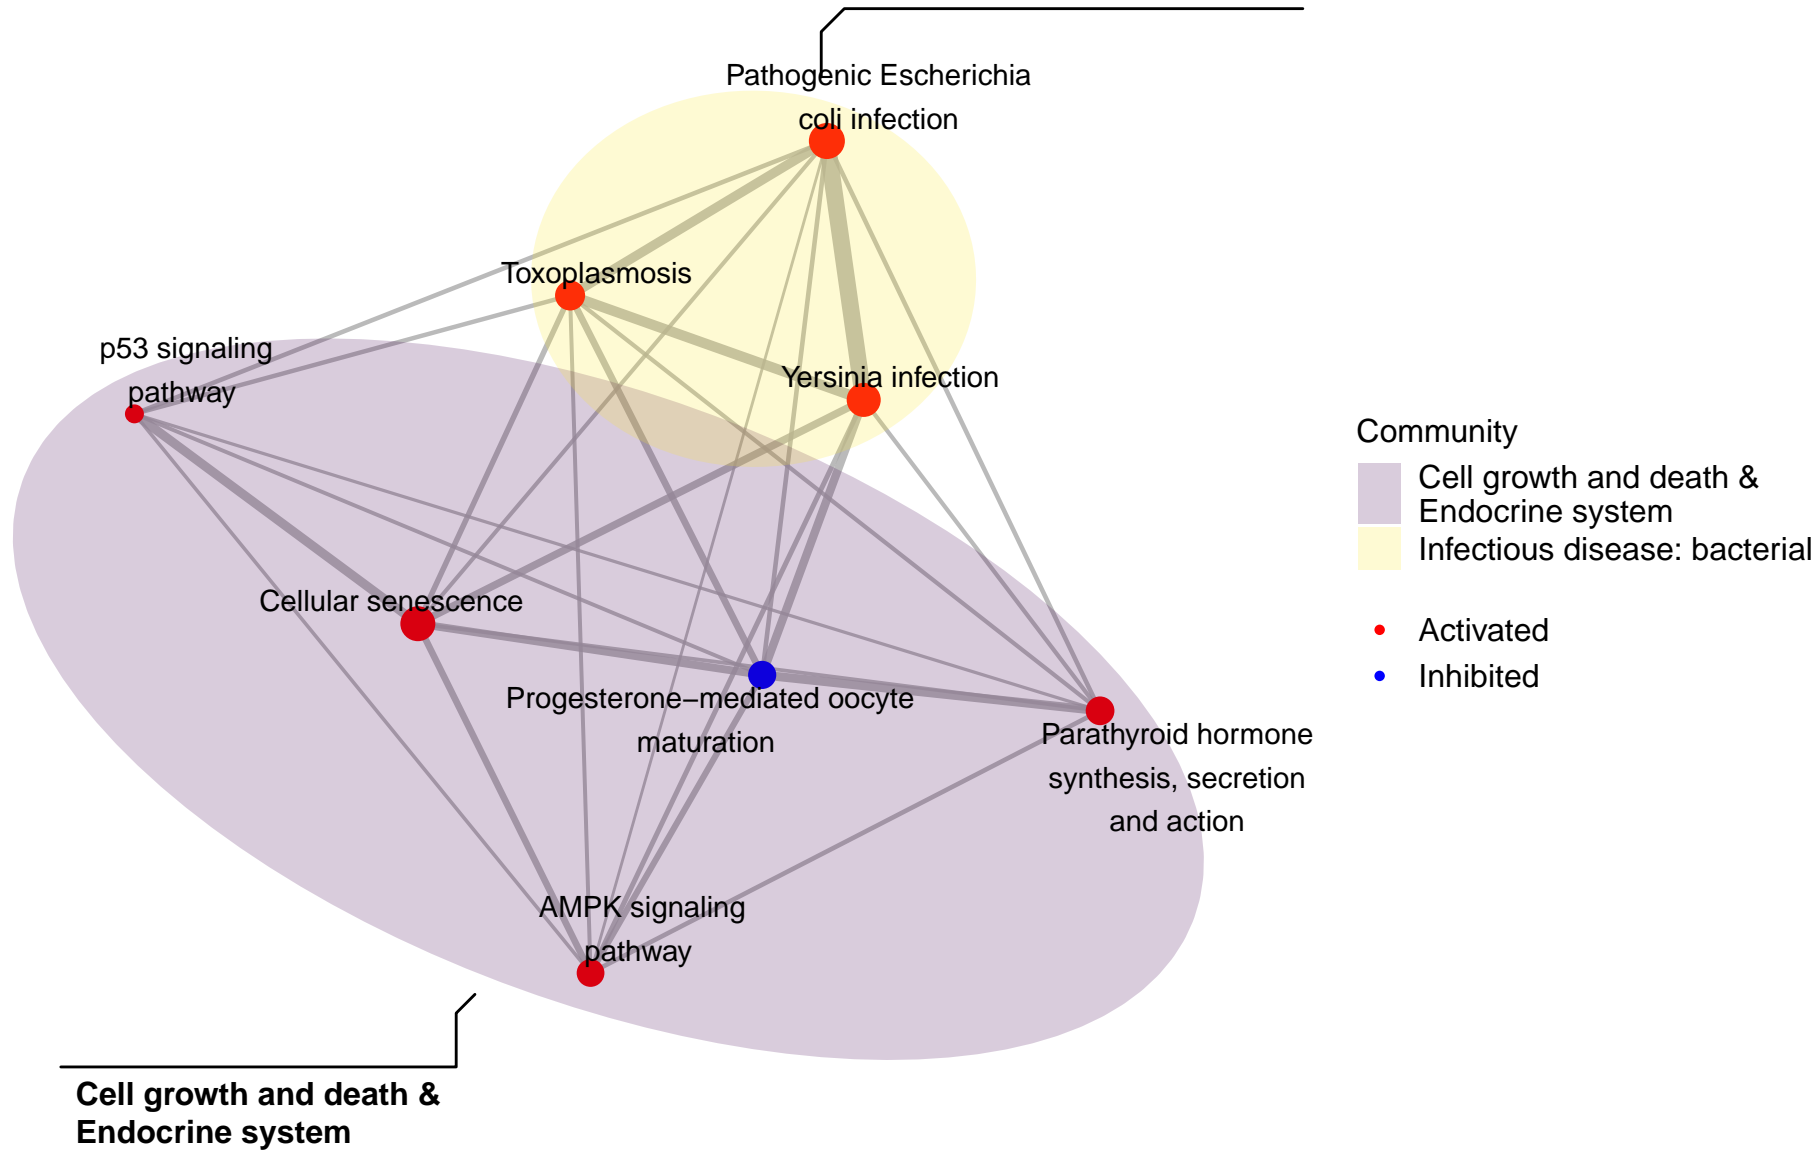 Pathogenic Escherichia
coli infection
Toxoplasmosis
p53 signaling
pathway
Yersinia infection
Cellular senescence
Progesterone−mediated oocyte
maturation
Parathyroid hormone
synthesis, secretion
and action
AMPK signaling
pathway
Cell growth and death &
Endocrine system
Community
Cell growth and death &
Endocrine system
Infectious disease: bacterial
Activated
Inhibited